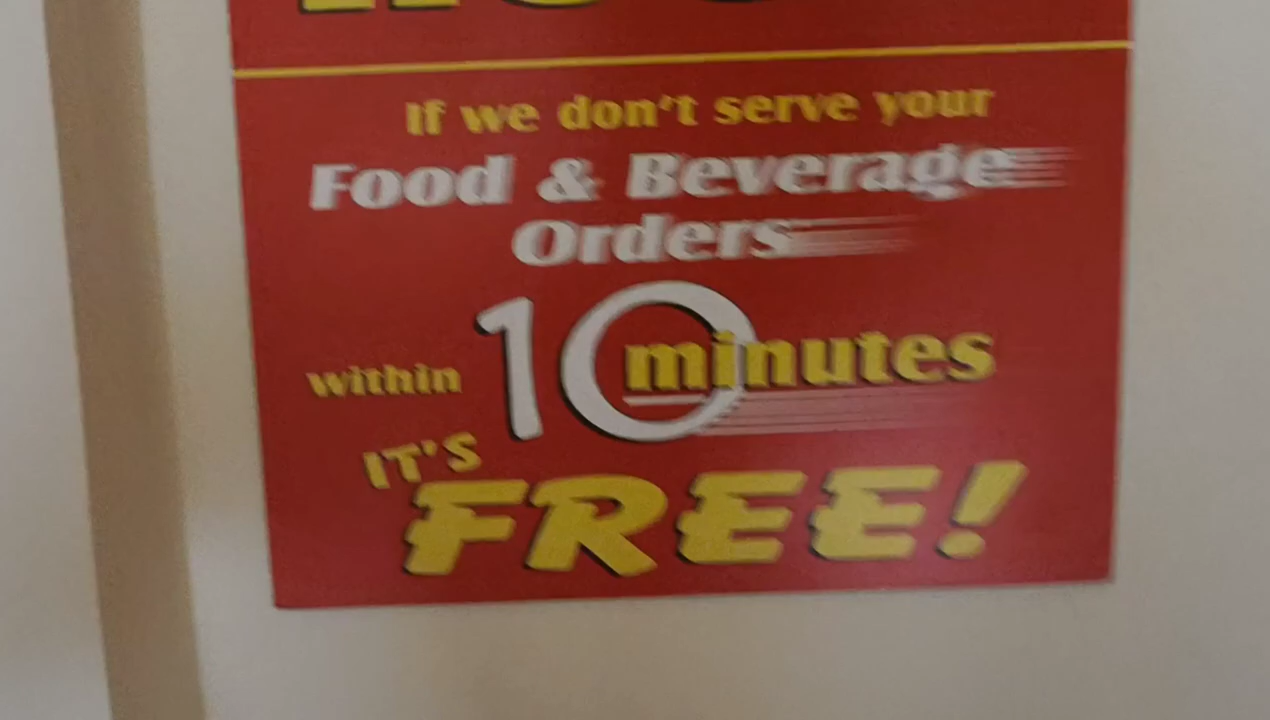 If we don't serve your
Food & Beverage
Orders
within 10 minutes
IT'S
FREE!